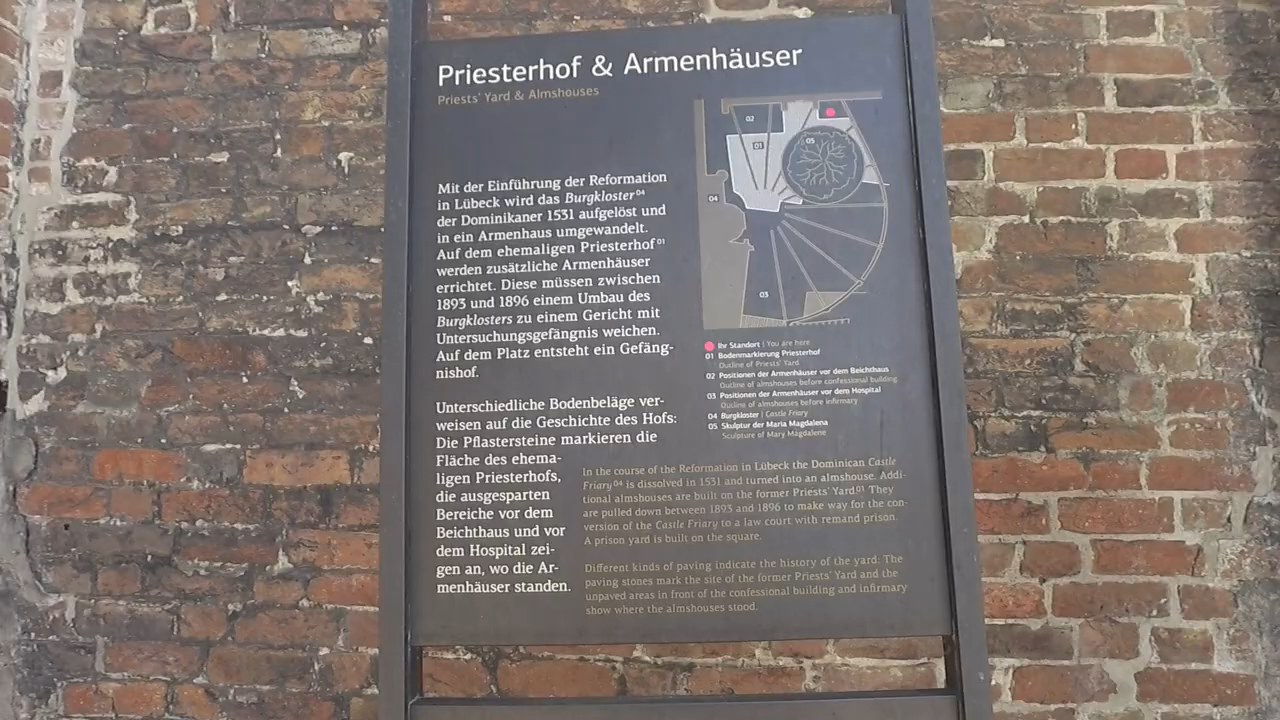 Priesterhof & Armenhäuser
Priests' Yard & Almshouses
Mit der Einführung der Reformation
in Lübeck wird das Burgkloster04
der Dominikaner 1531 aufgelöst und
in ein Armenhaus umgewandelt.
Auf dem ehemaligen Priesterhof01
werden zusätzliche Armenhäuser
errichtet. Diese müssen zwischen
1893 und 1896 einem Umbau des
Burgklosters zu einem Gericht mit
Untersuchungsgefängnis weichen.
Auf dem Platz entsteht ein Gefäng-
nishof.
Unterschiedliche Bodenbeläge ver-
weisen auf die Geschichte des Hofs:
Die Pflastersteine markieren die
Fläche des ehema-
ligen Priesterhofs,
die ausgesparten
Bereiche vor dem
Beichthaus und vor
dem Hospital zei-
gen an, wo die Ar-
menhäuser standen.
02
01
05
04
03
Ihr Standort | You are here
01 Bodenmarkierung Priesterhof
Outline of Priests' Yard
02 Positionen der Armenhäuser vor dem Beichthaus
Outline of almshouses before confessional building
03 Positionen der Armenhäuser vor dem Hospital
Outline of almshouses before infirmary
04 Burgkloster | Castle Friary
05 Skulptur der Maria Magdalena
Sculpture of Mary Magdalene
In the course of the Reformation in Lübeck the Dominican Castle
Friary04 is dissolved in 1531 and turned into an almshouse. Addi-
tional almshouses are built on the former Priests' Yard.01 They
are pulled down between 1893 and 1896 to make way for the con-
version of the Castle Friary to a law court with remand prison.
A prison yard is built on the square.
Different kinds of paving indicate the history of the yard: The
paving stones mark the site of the former Priests' Yard and the
unpaved areas in front of the confessional building and infirmary
show where the almshouses stood.